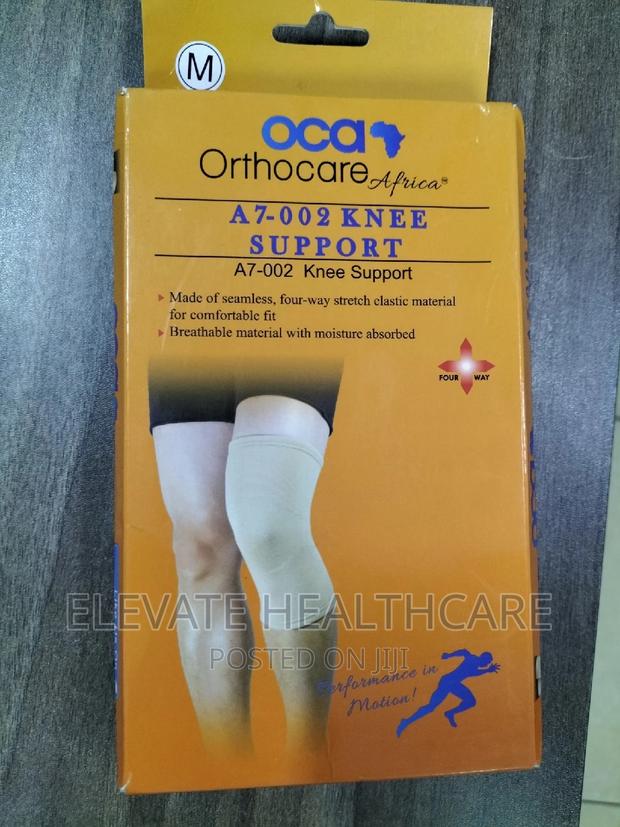 M
oca
Orthocare Africa
A7-002 KNEE
SUPPORT
A7-002 Knee Support
Made of seamless, four-way stretch elastic material
for comfortable fit
Breathable material with moisture absorbed
FOUR WAY
ELEVATE HEALTHCARE
POSTED ON JIJI
Performance in
Motion!